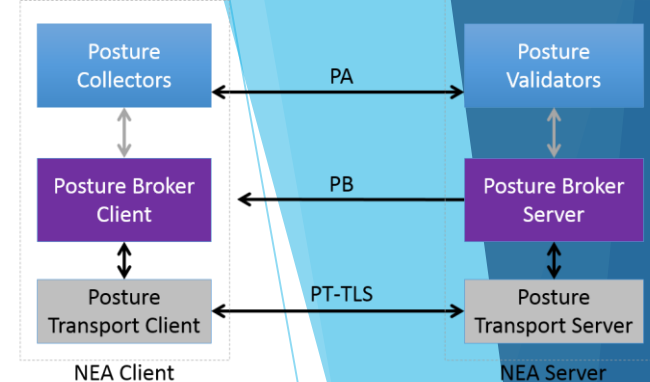 Posture
Collectors
PA
Posture
Validators
Posture Broker
Client
PB
Posture Broker
Server
Posture
Transport Client
PT-TLS
Posture
Transport Server
NEA Client
NEA Server